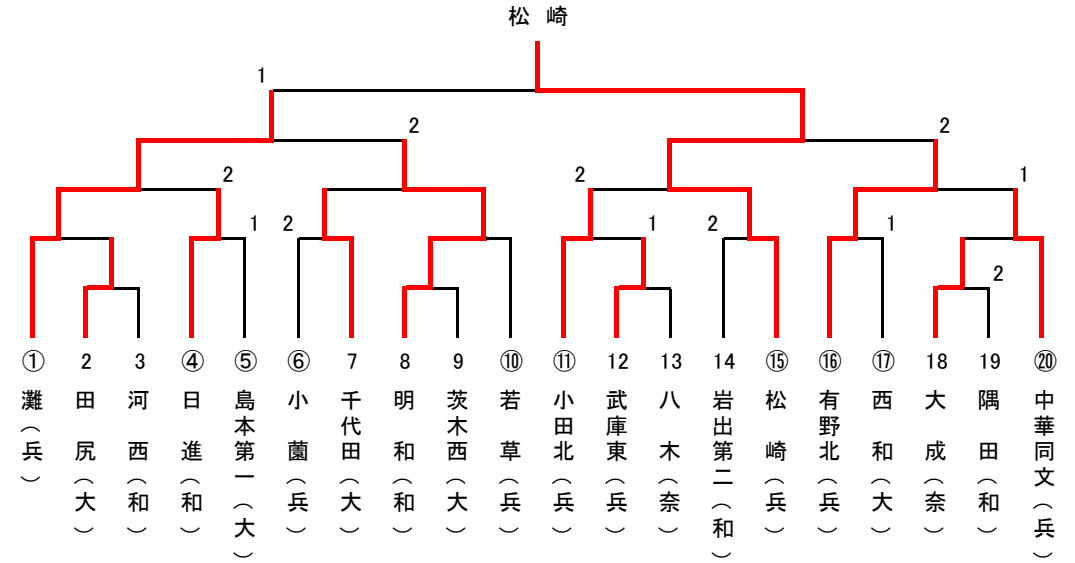 松 崎
1
2 2
2 2 1
1 2 1 2 1
2
① 2 3 ④ ⑤ ⑥ 7 8 9 ⑩ ⑪ 12 13 14 ⑮ ⑯ ⑰ 18 19 ⑳
灘(兵)
田 尻(大)
河 西(和)
日 進(和)
島本第一(大)
小 薗(兵)
千代田(大)
明 和(和)
茨木西(大)
若 草(兵)
小田北(兵)
武庫東(兵)
八 木(奈)
岩出第二(和)
松 崎(兵)
有野北(兵)
西 和(大)
大 成(奈)
隅 田(和)
中華同文(兵)